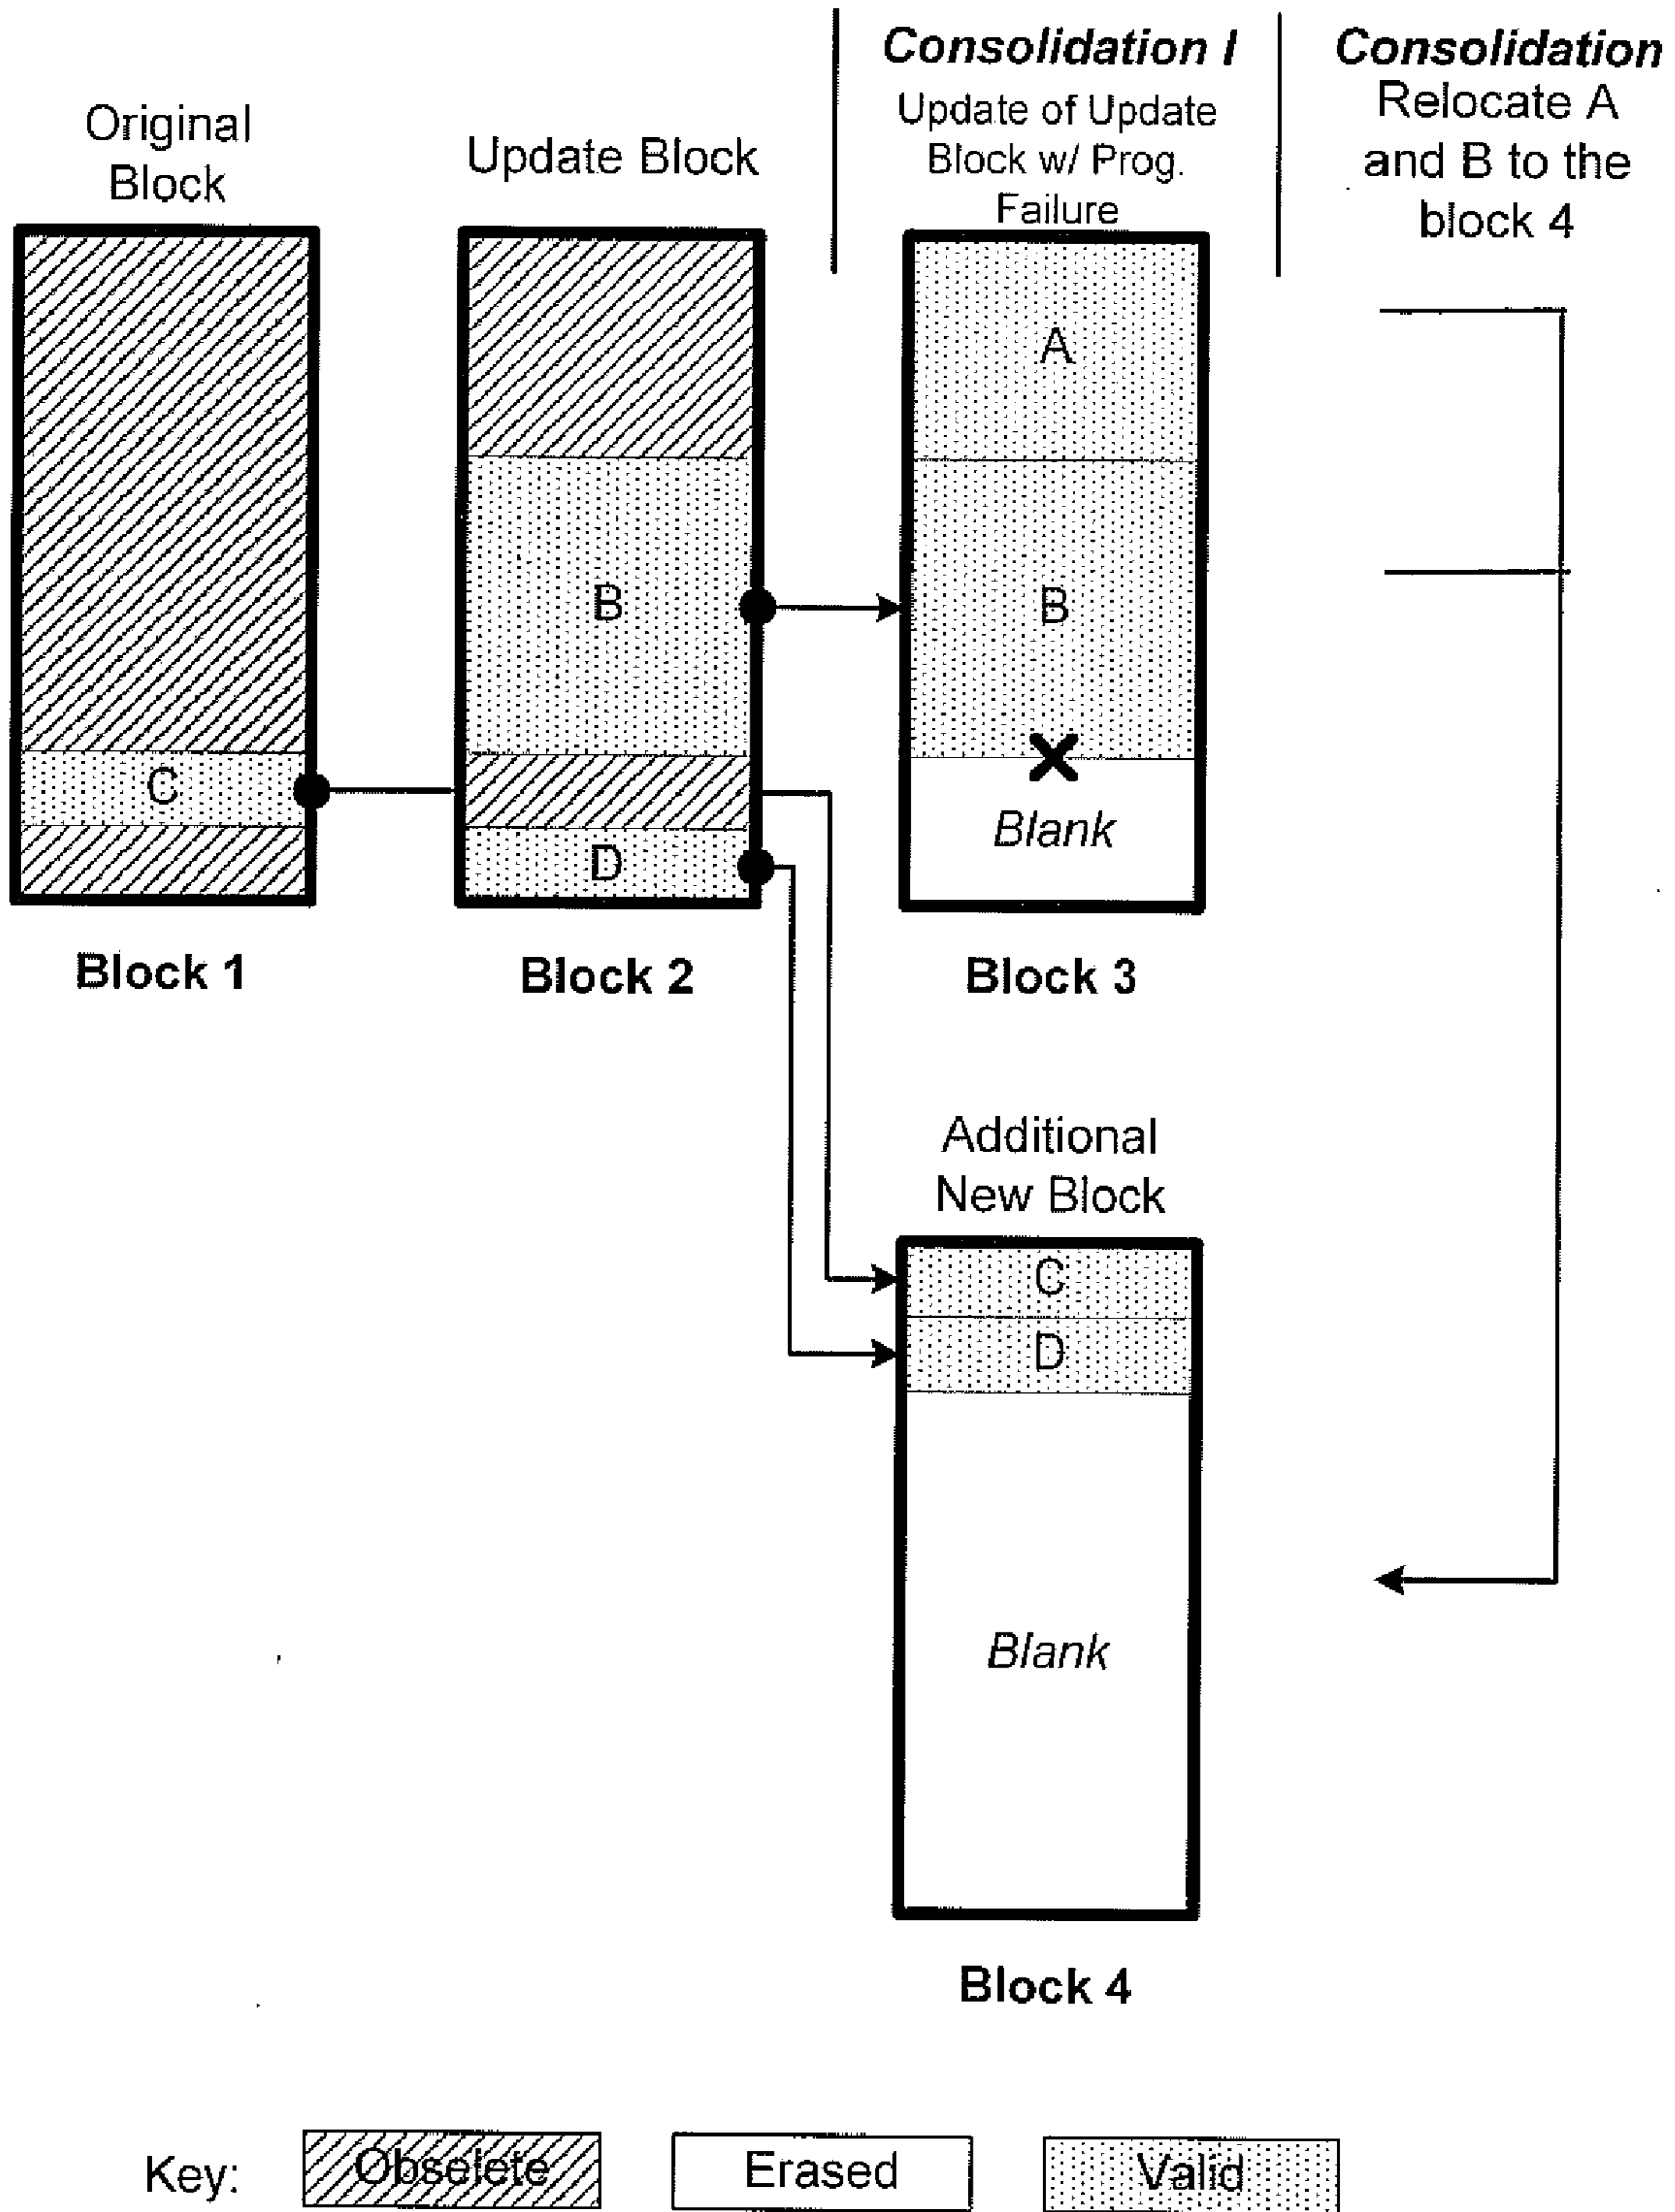 Original
Block
Update Block
Consolidation I
Update of Update
Block w/ Prog.
Failure
Consolidation
Relocate A
and B to the
block 4
A
B
B
C
D
Blank
Block 1
Block 2
Block 3
Additional
New Block
C
D
Blank
Block 4
Key:
Obselete
Erased
Valid